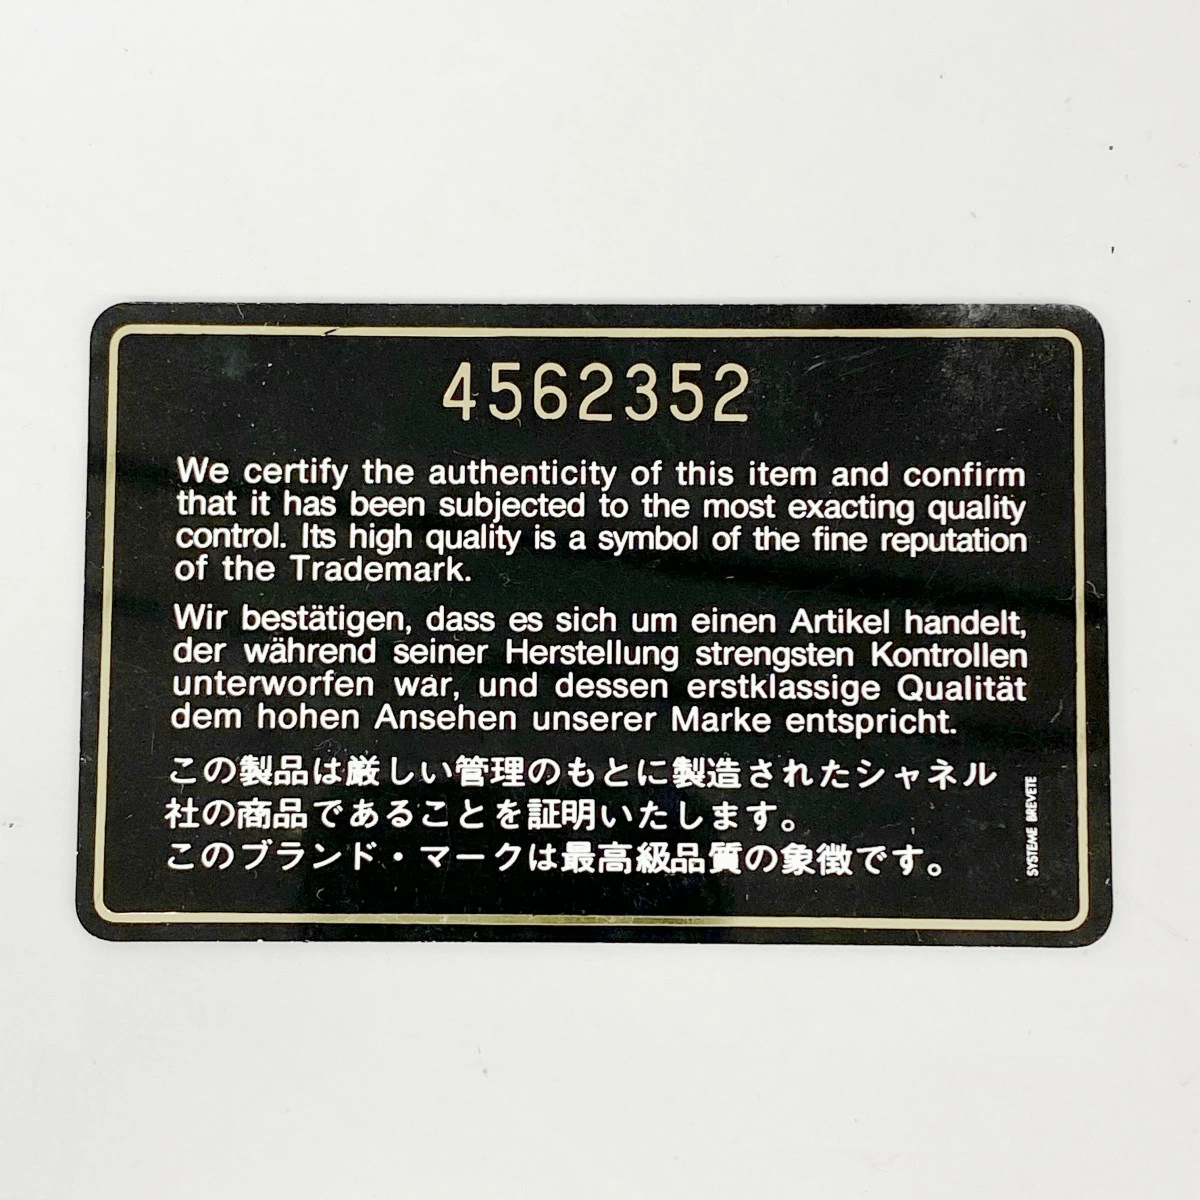 4562352
We certify the authenticity of this item and confirm
that it has been subjected to the most exacting quality
control. Its high quality is a symbol of the fine reputation
of the Trademark.
Wir bestätigen, dass es sich um einen Artikel handelt,
der während seiner Herstellung strengsten Kontrollen
unterworfen war, und dessen erstklassige Qualität
dem hohen Ansehen unserer Marke entspricht.
この製品は厳しい管理のもとに製造されたシャネル
社の商品であることを証明いたします。
このブランド・マークは最高級品質の象徴です。
SYSTEME BREVETE